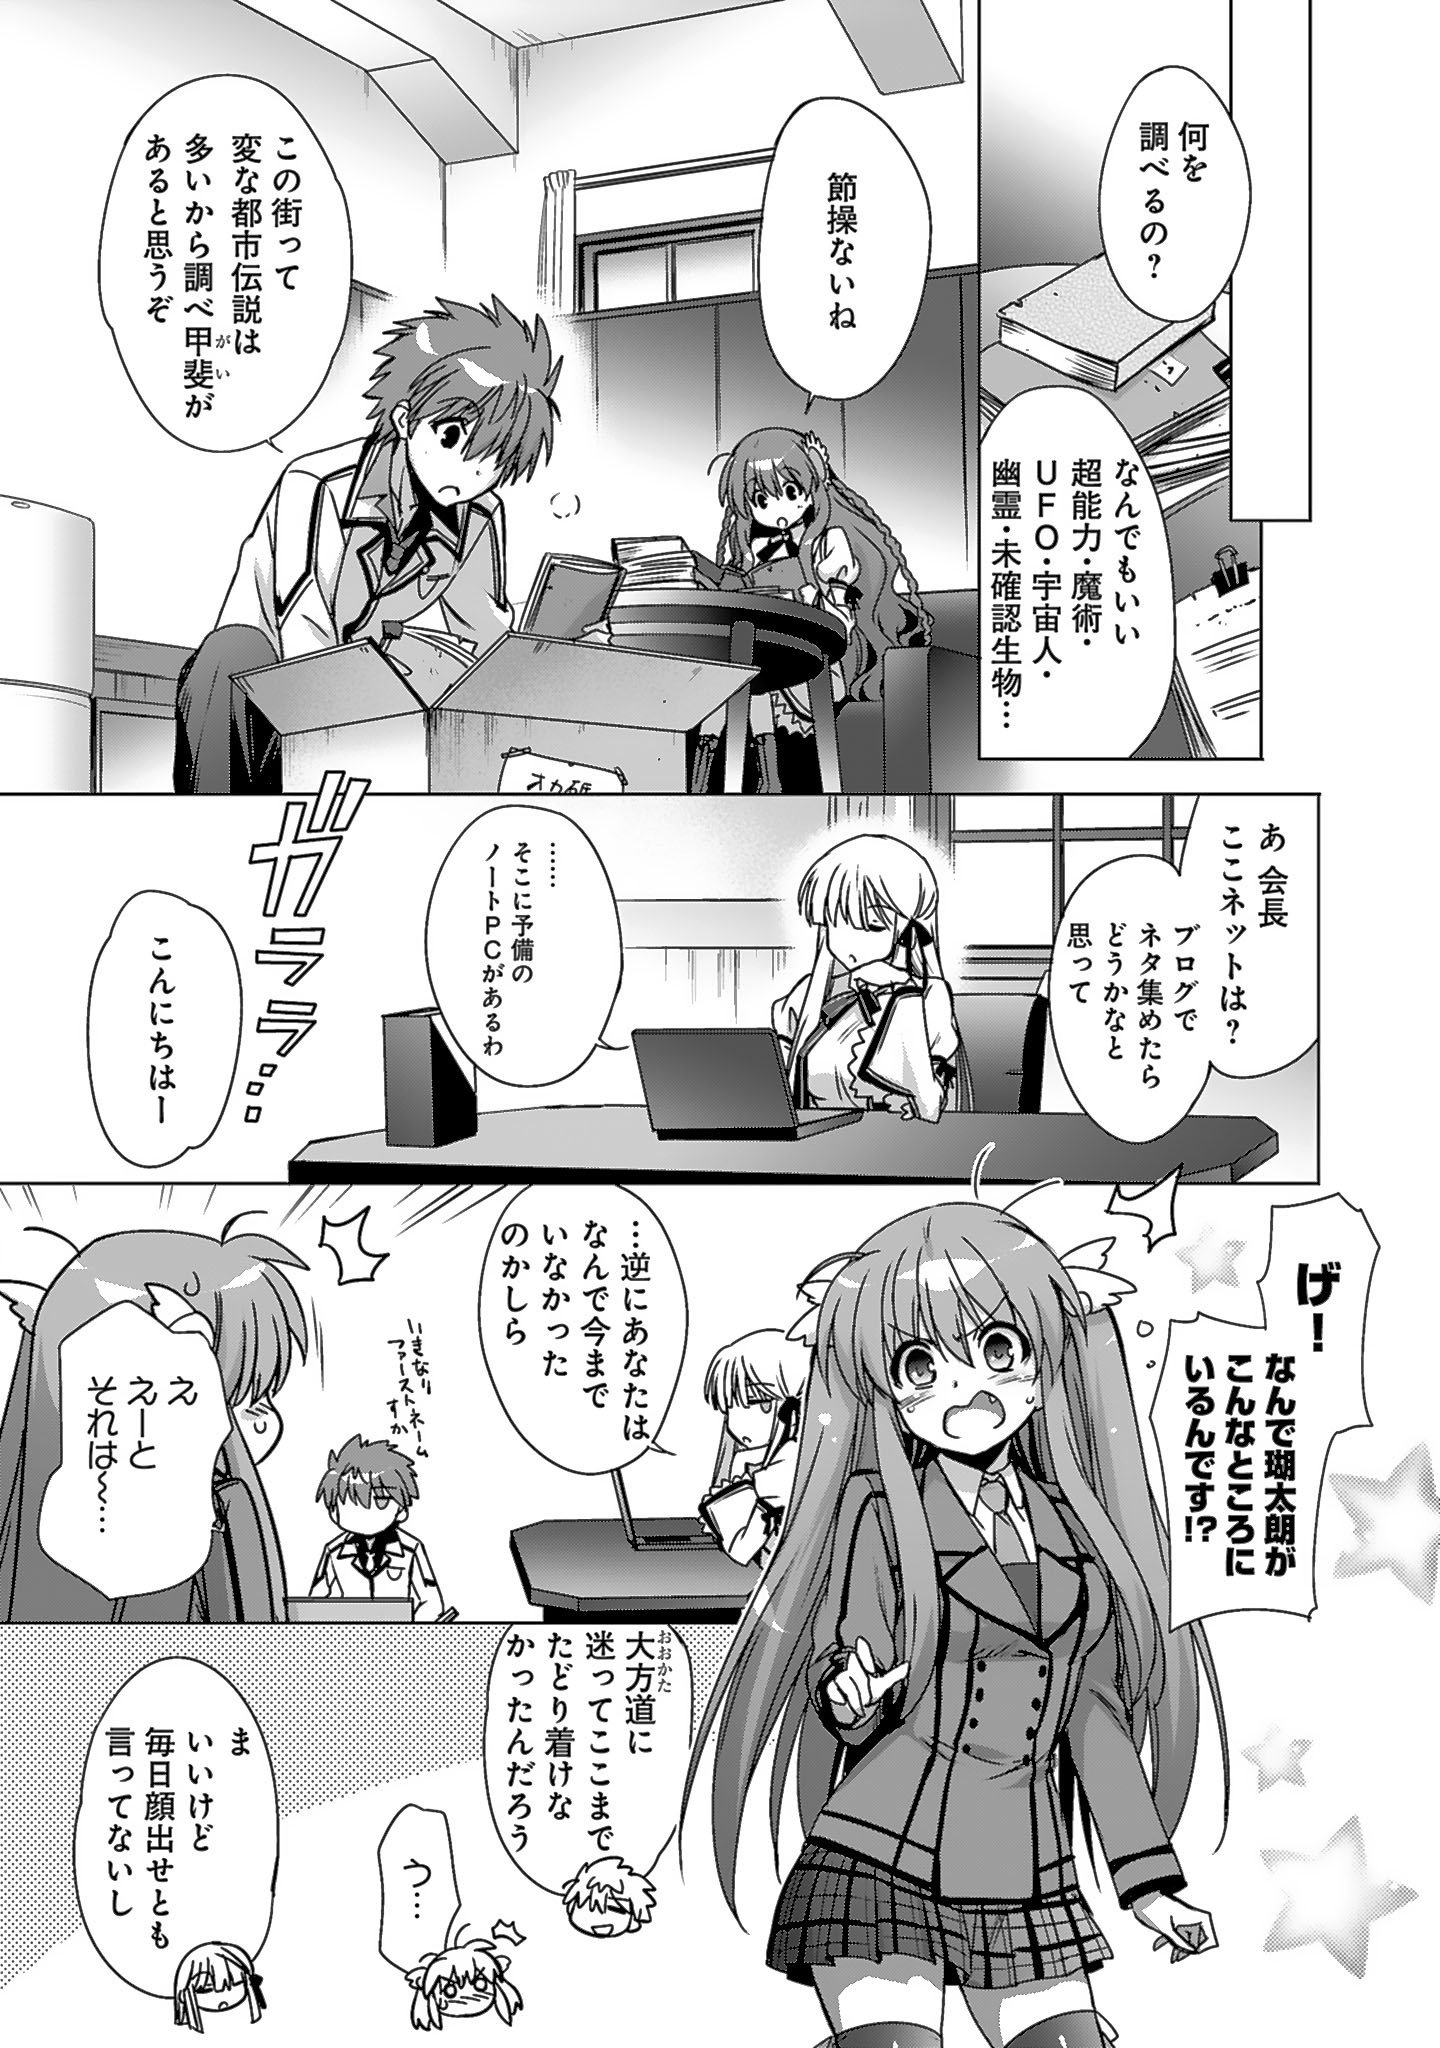 何を
調べるの？
なんでもいい
超能力・魔術・
ＵＦＯ・宇宙人・
幽霊・未確認生物…
節操ないね
この街って
変な都市伝説は
多いから調べ甲斐が
がい
あると思うぞ
オカ研
あ 会長
ここネットは？
ブログで
ネタ集めたら
どうかなと
思って
……
そこに予備の
ノートＰＣがあるわ
ガララ…
こんにちはー
げ！
なんで瑚太朗が
こんなところに
いるんです!?
…逆にあなたは
なんで今まで
いなかった
のかしら
いきなり
ファーストネーム
すか
え
えーと
それは〜…
大方道に
おおかた
迷ってここまで
たどり着けな
かったんだろう
う…
ま
いいけど
毎日顔出せとも
言ってないし